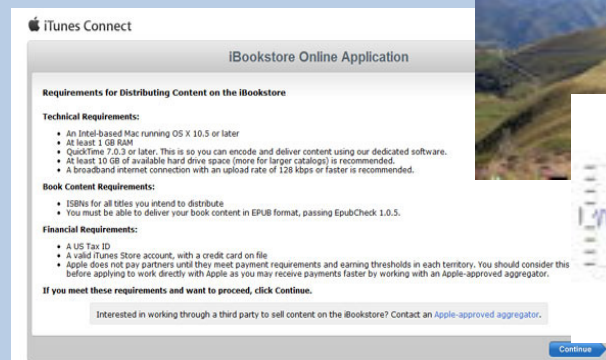 iTunes Connect
iBookstore Online Application
Requirements for Distributing Content on the iBookstore
Technical Requirements:
• An Intel-based Mac running OS X 10.5 or later
• At least 1 GB RAM
• QuickTime 7.0.3 or later. This is so you can encode and deliver content using our dedicated software.
• At least 10 GB of available hard drive space (more for larger catalogs) is recommended.
• A broadband internet connection with an upload rate of 128 kbps or faster is recommended.
Book Content Requirements:
• ISBNs for all titles you intend to distribute
• You must be able to deliver your book content in EPUB format, passing EpubCheck 1.0.5.
Financial Requirements:
• A US Tax ID
• A valid iTunes Store account, with a credit card on file
• Apple does not pay partners until they meet payment requirements and earning thresholds in each territory. You should consider this
before applying to work directly with Apple as you may receive payments faster by working with an Apple-approved aggregator.
If you meet these requirements and want to proceed, click Continue.
Interested in working through a third party to sell content on the iBookstore? Contact an Apple-approved aggregator.
Continue